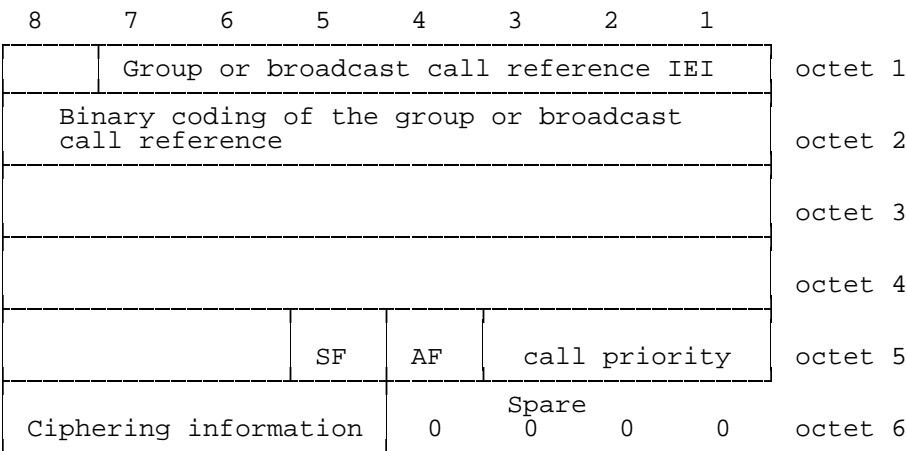 8 7 6 5 4 3 2 1
Group or broadcast call reference IEI octet 1
Binary coding of the group or broadcast
call reference octet 2
octet 3
octet 4
SF AF call priority octet 5
Spare
Ciphering information 0 0 0 0 octet 6